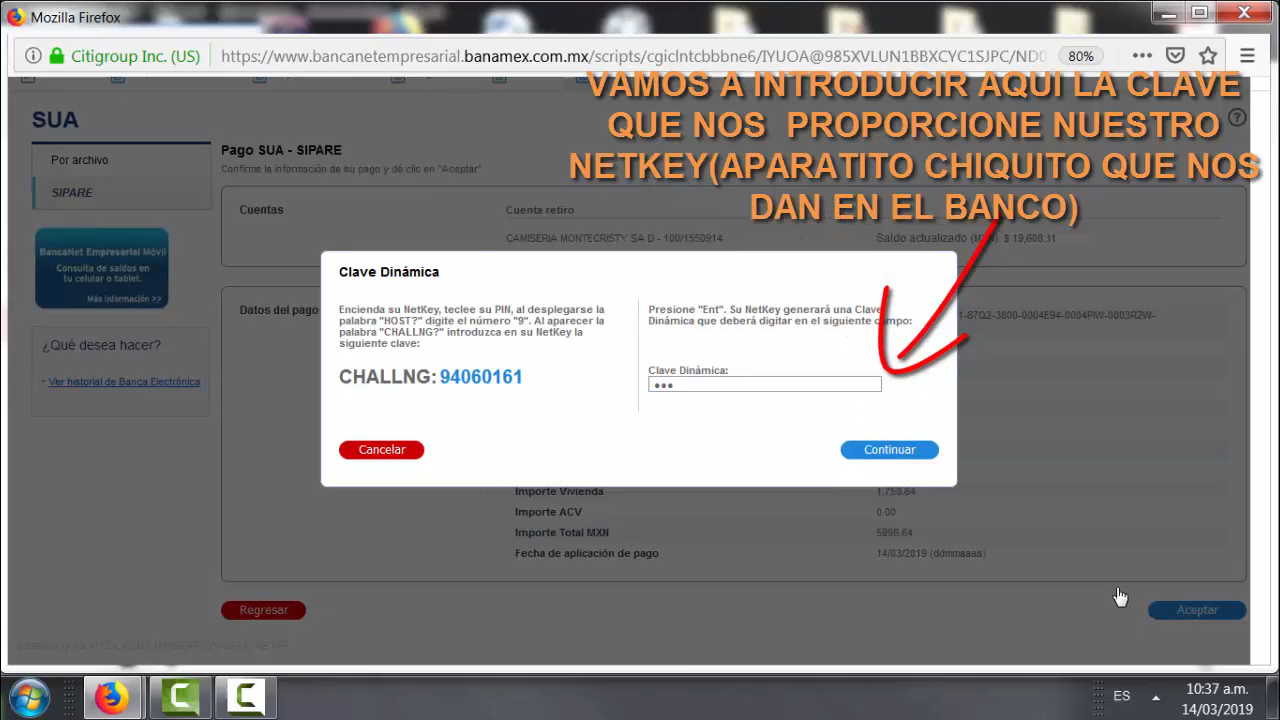 Mozilla Firefox
Citigroup Inc. (US)
https://www.bancanetempresarial.banamex.com.mx/scripts/cgiclntcbbne6/IYUOA@985XVLUN1BBXCYC1SJPC/ND0
80%
VAMOS A INTRODUCIR AQUI LA CLAVE
QUE NOS PROPORCIONE NUESTRO
NETKEY(APARATITO CHIQUITO QUE NOS
DAN EN EL BANCO)
SUA
Por archivo
SIPARE
BancaNet Empresarial Móvil
Consulta de saldos en
tu celular o tablet.
Más información >>
¿Qué desea hacer?
Ver historial de Banca Electrónica
Pago SUA - SIPARE
Confirme la información de su pago y dé clic en "Aceptar"
Cuentas
Cuenta retiro
CAMISERIA MONTECRISTY SA D - 100/1550914
Saldo actualizado (MXN) $ 19,608.11
Datos del pago
Clave Dinámica
Encienda su NetKey, teclee su PIN, al desplegarse la
palabra "HOST?" digite el número "9". Al aparecer la
palabra "CHALLNG?" introduzca en su NetKey la
siguiente clave:
CHALLNG: 94060161
Presione "Ent". Su NetKey generará una Clave
Dinámica que deberá digitar en el siguiente campo:
Clave Dinámica:
Cancelar
Continuar
Importe Vivienda 1,759.64
Importe ACV 0.00
Importe Total MXN 5996.64
Fecha de aplicación de pago 14/03/2019 (ddmmaaaa)
Regresar
Aceptar
ES
10:37 a.m.
14/03/2019